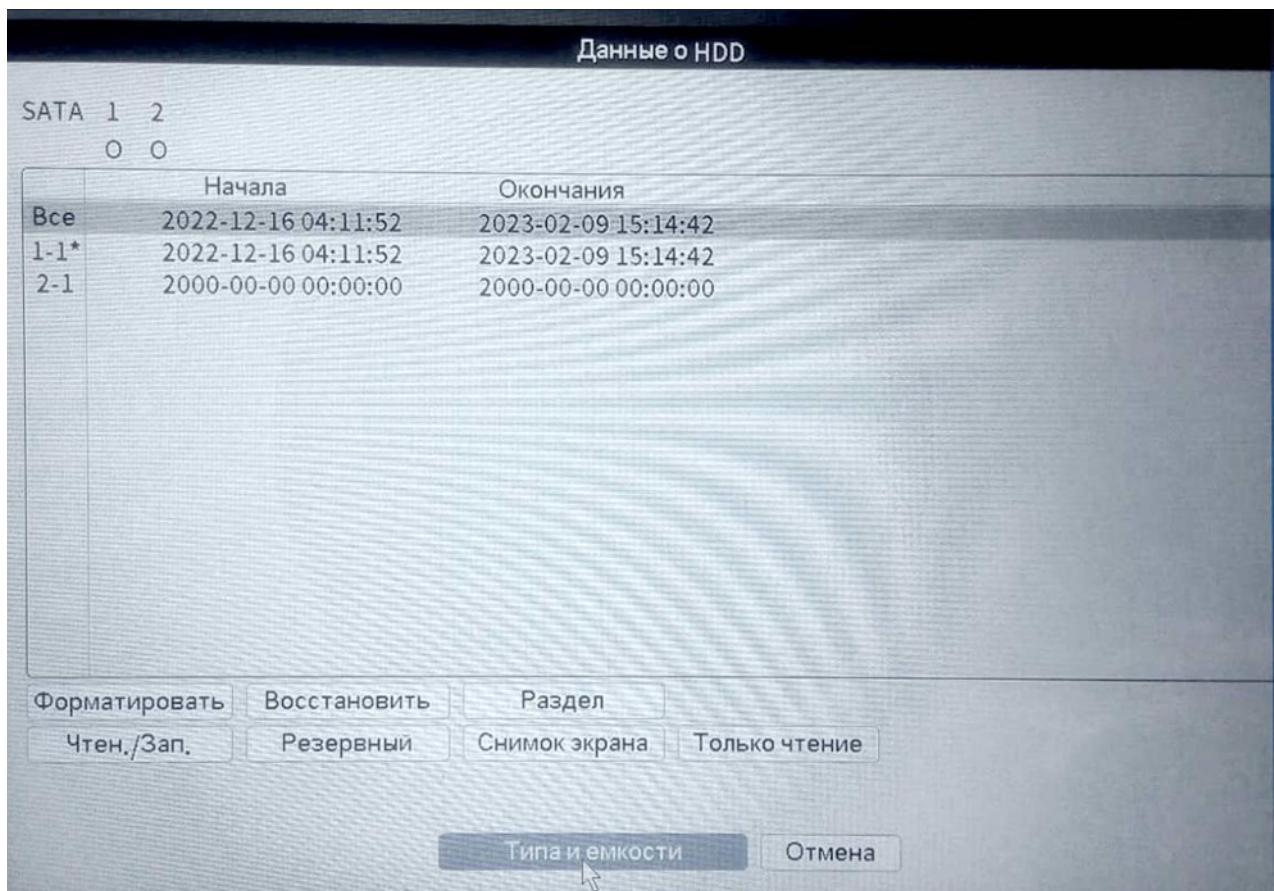 Данные о HDD
SATA 1 2
O O
Начала Окончания
Все 2022-12-16 04:11:52 2023-02-09 15:14:42
1-1* 2022-12-16 04:11:52 2023-02-09 15:14:42
2-1 2000-00-00 00:00:00 2000-00-00 00:00:00
Форматировать Восстановить Раздел
Чтен./Зап. Резервный Снимок экрана Только чтение
Типа и емкости Отмена